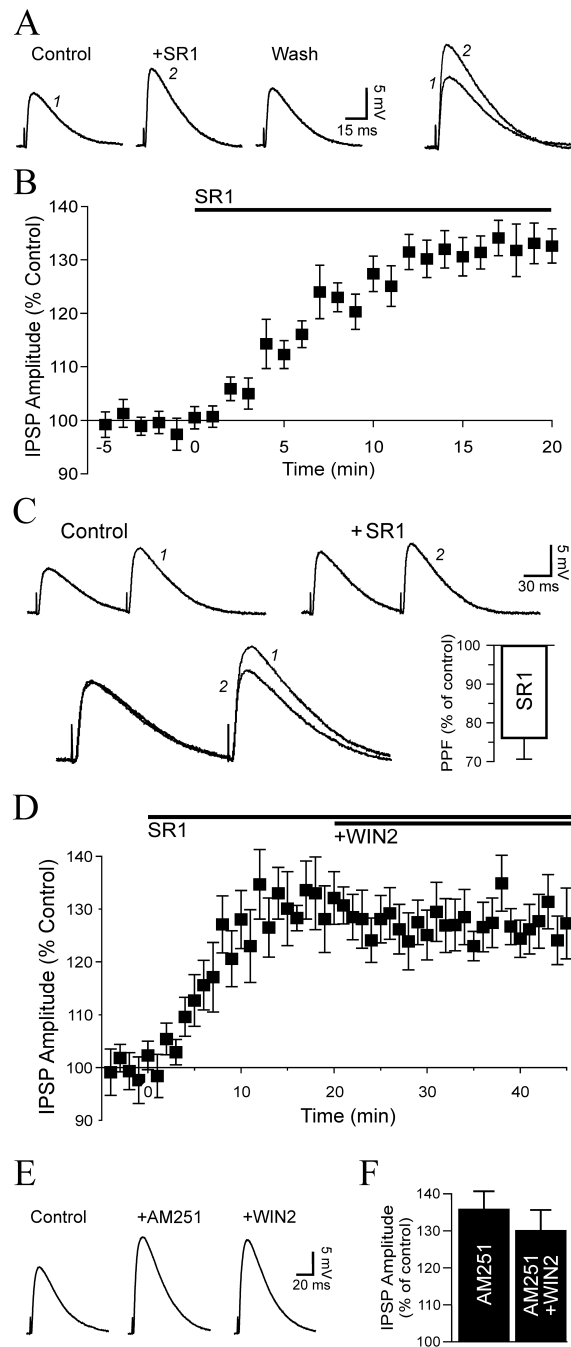 A
Control
+SR1
Wash
1
2
5 mV
15 ms
2
1
B
SR1
140
130
120
110
100
90
-5
0
5
10
15
20
IPSP Amplitude (% Control)
Time (min)
C
Control
+SR1
1
2
5 mV
30 ms
1
2
100
90
80
70
PPF (% of control)
SR1
D
SR1
+WIN2
140
130
120
110
100
90
0
10
20
30
40
IPSP Amplitude (% Control)
Time (min)
E
Control
+AM251
+WIN2
5 mV
20 ms
F
140
130
120
110
100
IPSP Amplitude
(% of control)
AM251
AM251
+WIN2